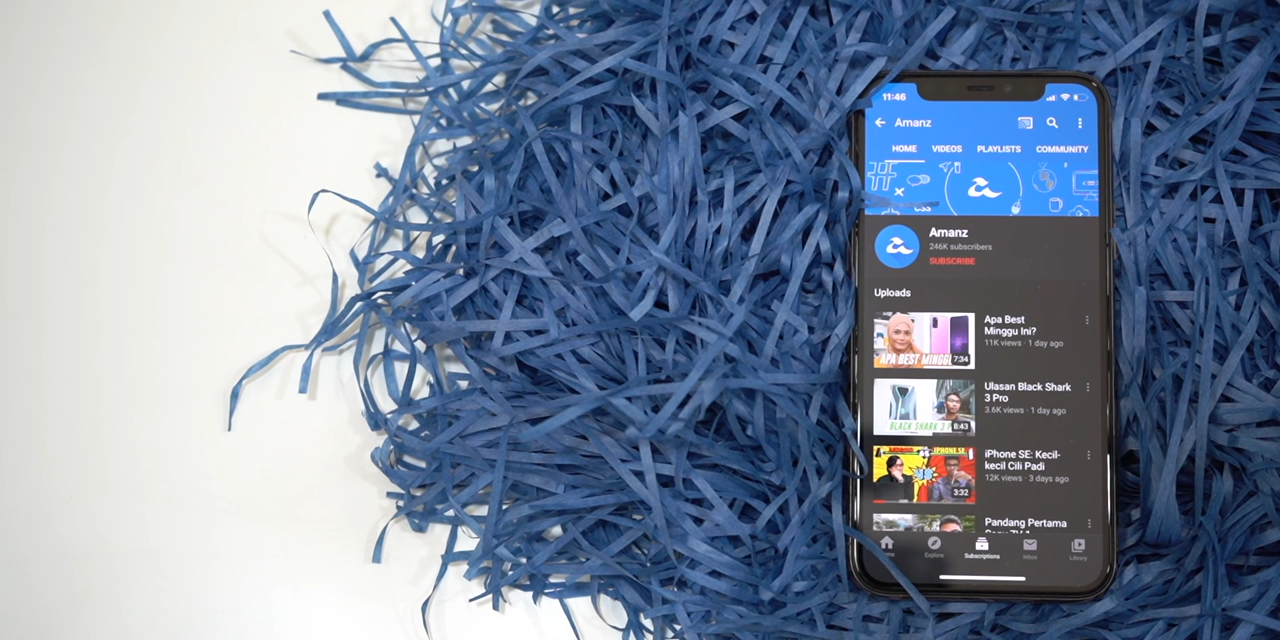 11:46
Amanz
HOME VIDEOS PLAYLISTS COMMUNITY
CSS
Amanz
246K subscribers
SUBSCRIBE
Uploads
APA BEST MINGGU
7:34
Apa Best
Minggu Ini?
11K views · 1 day ago
BLACK SHARK 3 P
8:43
Ulasan Black Shark
3 Pro
3.6K views · 1 day ago
IPHONE SE
VS
3:32
iPhone SE: Kecil-
kecil Cili Padi
12K views · 3 days ago
Pandang Pertama
Explore Subscriptions Inbox Library